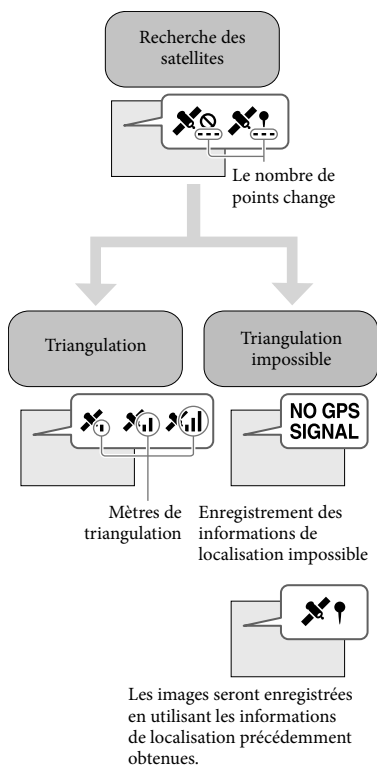 Recherche des
satellites
Le nombre de
points change
Triangulation
Triangulation
impossible
NO GPS
SIGNAL
Mètres de
triangulation
Enregistrement des
informations de
localisation impossible
Les images seront enregistrées
en utilisant les informations
de localisation précédemment
obtenues.